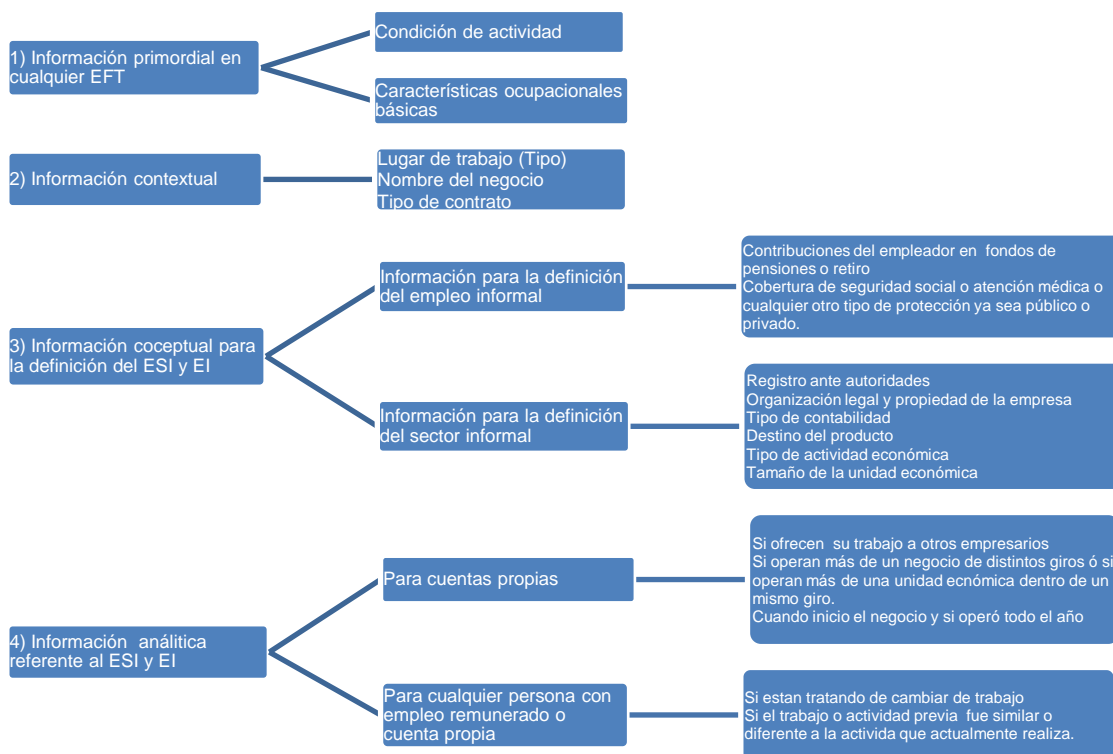 1) Información primordial en
cualquier EFT
Condición de actividad
Características ocupacionales
básicas
2) Información contextual
Lugar de trabajo (Tipo)
Nombre del negocio
Tipo de contrato
3) Información coceptual para
la definición del ESI y EI
Información para la definición
del empleo informal
Contribuciones del empleador en fondos de
pensiones o retiro
Cobertura de seguridad social o atención médica o
cualquier otro tipo de protección ya sea público o
privado.
Información para la definición
del sector informal
Registro ante autoridades
Organización legal y propiedad de la empresa
Tipo de contabilidad
Destino del producto
Tipo de actividad económica
Tamaño de la unidad económica
4) Información análitica
referente al ESI y EI
Para cuentas propias
Si ofrecen su trabajo a otros empresarios
Si operan más de un negocio de distintos giros ó si
operan más de una unidad ecnómica dentro de un
mismo giro.
Cuando inicio el negocio y si operó todo el año
Para cualquier persona con
empleo remunerado o
cuenta propia
Si estan tratando de cambiar de trabajo
Si el trabajo o actividad previa fue similar o
diferente a la activida que actualmente realiza.